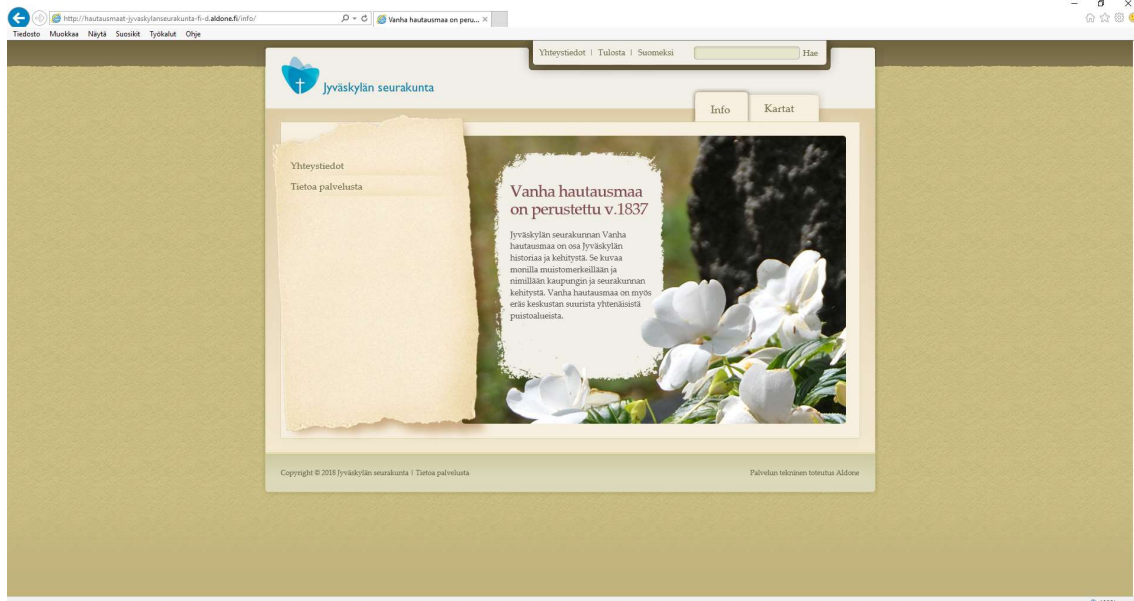 http://hautausmaat-jyvaskylanseurakunta-fi-d.aldone.fi/info/
Vanha hautausmaa on peru...
Tiedosto Muokkaa Näytä Suosikit Työkalut Ohje
Yhteystiedot | Tulosta | Suomeksi Hae
Jyväskylän seurakunta
Info Kartat
Yhteystiedot
Tietoa palvelusta
Vanha hautausmaa
on perustettu v.1837
Jyväskylän seurakunnan Vanha
hautausmaa on osa Jyväskylän
historiaa ja kehitystä. Se kuvaa
monilla muistomerkeillään ja
nimillään kaupungin ja seurakunnan
kehitystä. Vanha hautausmaa on myös
eräs keskustan suurista yhtenäisistä
puistoalueista.
Copyright © 2018 Jyväskylän seurakunta | Tietoa palvelusta
Palvelun tekninen toteutus Aldone